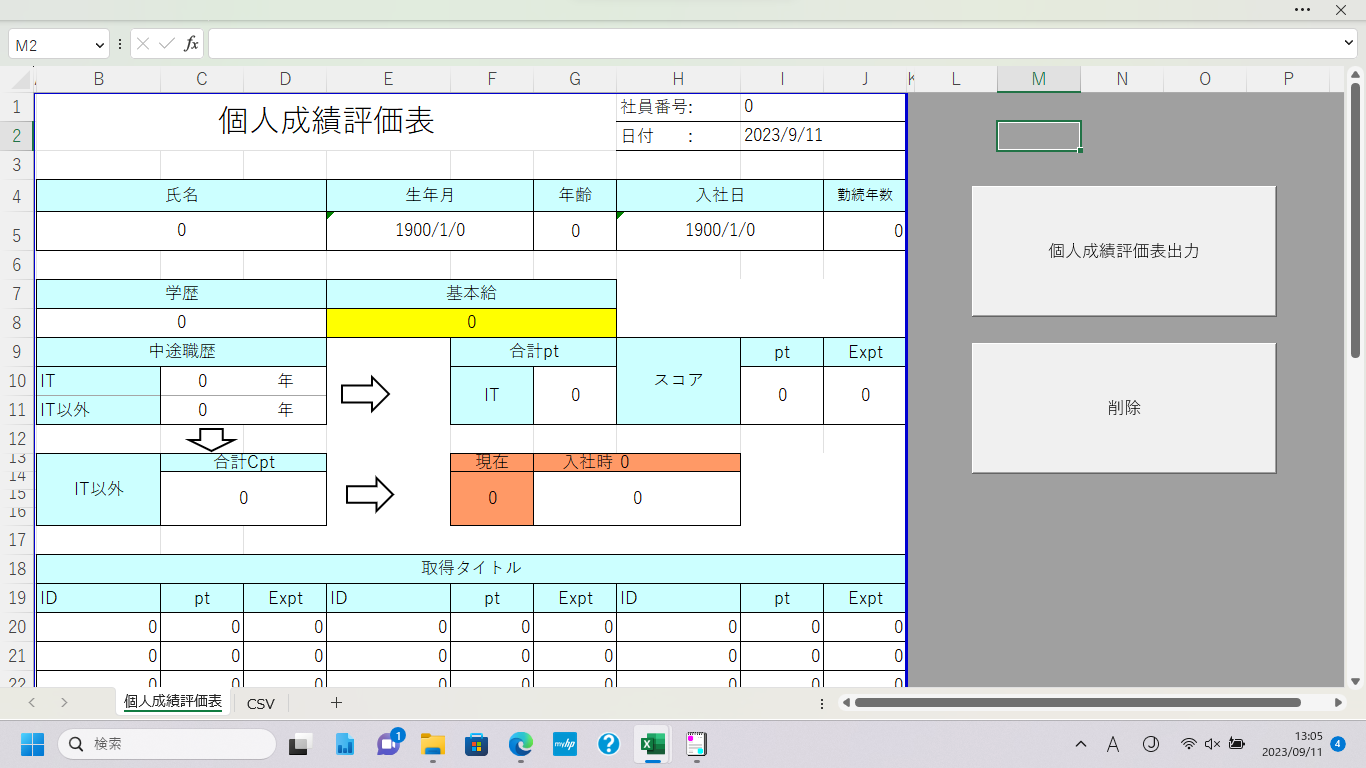 M2
fx
A B C D E F G H I J K L M N O P
1 個人成績評価表 社員番号: 0
2 日付 : 2023/9/11
3
4 氏名 生年月 年齢 入社日 勤続年数
5 0 1900/1/0 0 1900/1/0 0
個人成績評価表出力
6
7 学歴 基本給
8 0 0
9 中途職歴 合計pt スコア pt Expt
10 IT 0 年 IT 0 0 0
11 IT以外 0 年
削除
12
13 IT以外 合計Cpt 現在 入社時 0
14
15 0 0 0
16
17
18 取得タイトル
19 ID pt Expt ID pt Expt ID pt Expt
20 0 0 0 0 0 0 0 0 0
21 0 0 0 0 0 0 0 0 0
22 0 0 0 0 0 0 0 0 0
個人成績評価表 CSV +
検索 1 myhp ? A J 13:05 4
2023/09/11